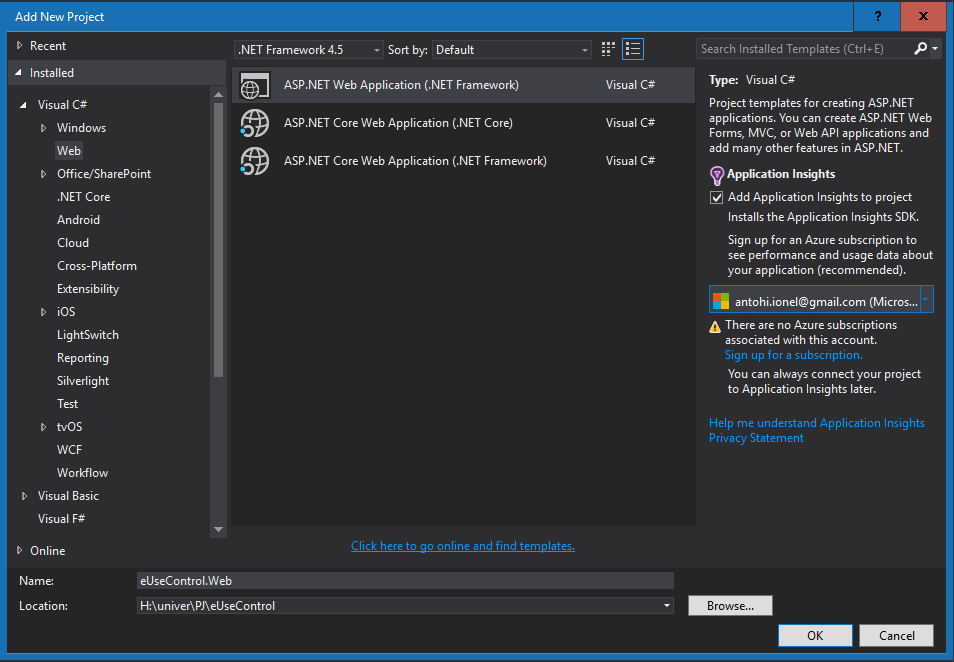 Add New Project
?
x
Recent
.NET Framework 4.5
Sort by:
Default
Search Installed Templates (Ctrl+E)
Installed
Visual C#
Windows
Web
Office/SharePoint
.NET Core
Android
Cloud
Cross-Platform
Extensibility
iOS
LightSwitch
Reporting
Silverlight
Test
tvOS
WCF
Workflow
Visual Basic
Visual F#
Online
ASP.NET Web Application (.NET Framework) Visual C#
ASP.NET Core Web Application (.NET Core) Visual C#
ASP.NET Core Web Application (.NET Framework) Visual C#
Click here to go online and find templates.
Type: Visual C#
Project templates for creating ASP.NET
applications. You can create ASP.NET Web
Forms, MVC, or Web API applications and
add many other features in ASP.NET.
Application Insights
Add Application Insights to project
Installs the Application Insights SDK.
Sign up for an Azure subscription to
see performance and usage data about
your application (recommended).
antohi.ionel@gmail.com (Micros...
There are no Azure subscriptions
associated with this account.
Sign up for a subscription.
You can always connect your project
to Application Insights later.
Help me understand Application Insights
Privacy Statement
Name: eUseControl.Web
Location: H:\univer\PJ\eUseControl
Browse...
OK
Cancel